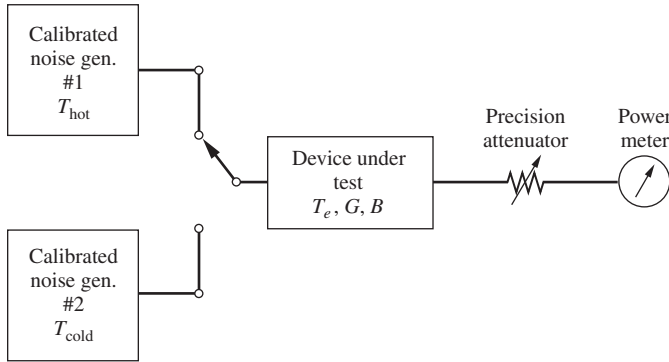 Calibrated
noise gen.
#1
T_hot
Precision
attenuator
Power
meter
Device under
test
T_e, G, B
Calibrated
noise gen.
#2
T_cold